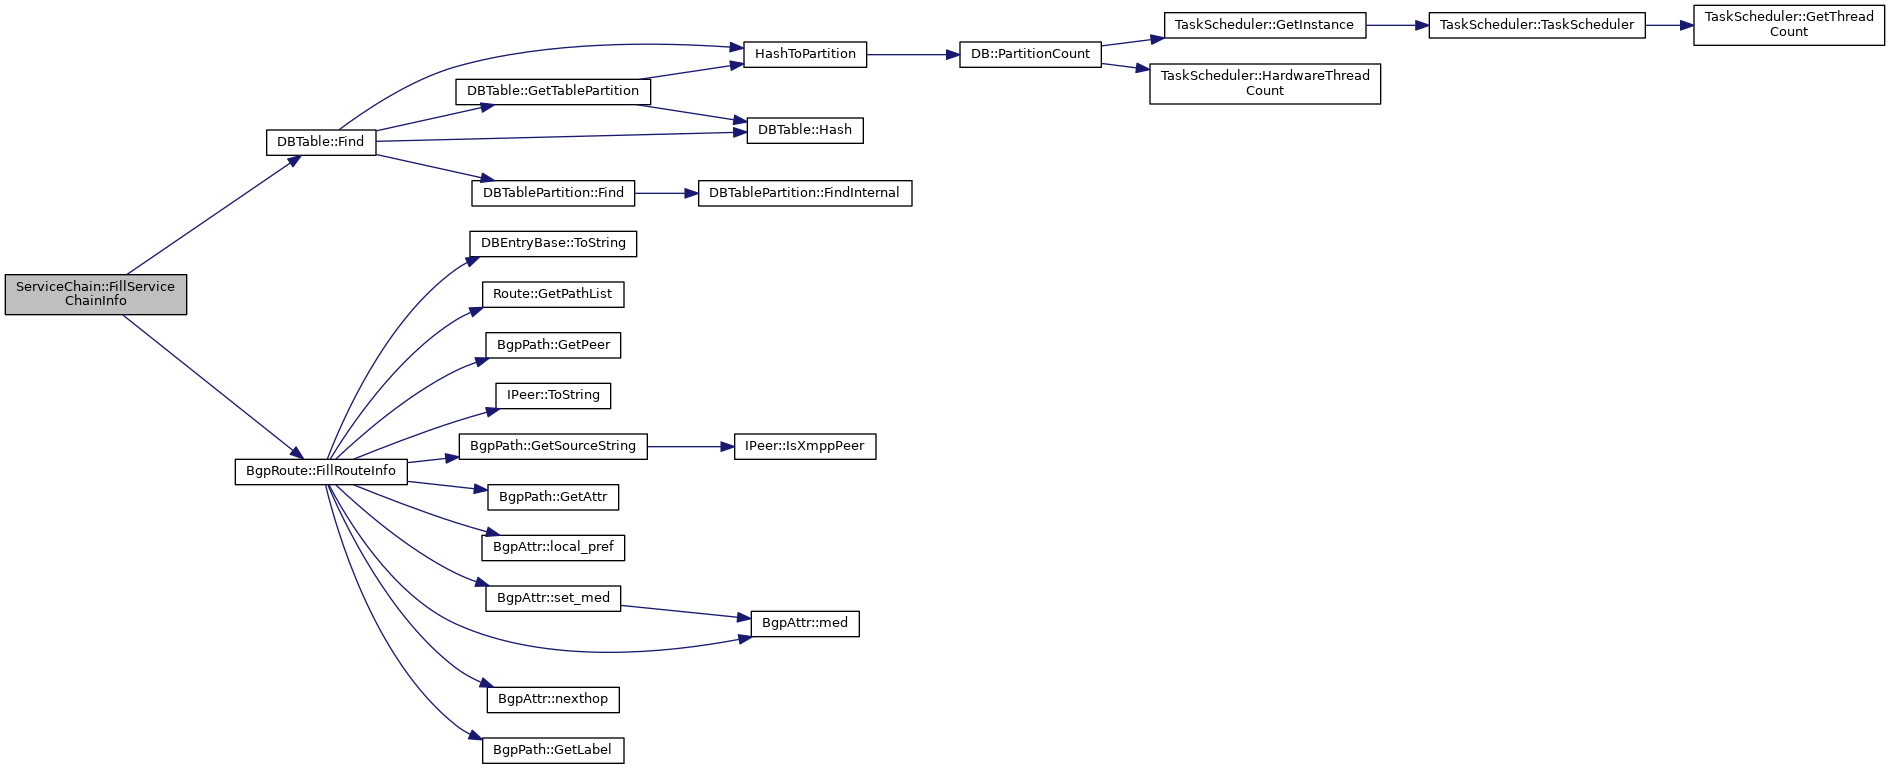 TaskScheduler::GetInstance
TaskScheduler::TaskScheduler
TaskScheduler::GetThread
Count
HashToPartition
DB::PartitionCount
TaskScheduler::HardwareThread
Count
DBTable::GetTablePartition
DBTable::Hash
DBTable::Find
DBTablePartition::Find
DBTablePartition::FindInternal
DBEntryBase::ToString
ServiceChain::FillService
ChainInfo
Route::GetPathList
BgpPath::GetPeer
IPeer::ToString
BgpPath::GetSourceString
IPeer::IsXmppPeer
BgpRoute::FillRouteInfo
BgpPath::GetAttr
BgpAttr::local_pref
BgpAttr::set_med
BgpAttr::med
BgpAttr::nexthop
BgpPath::GetLabel